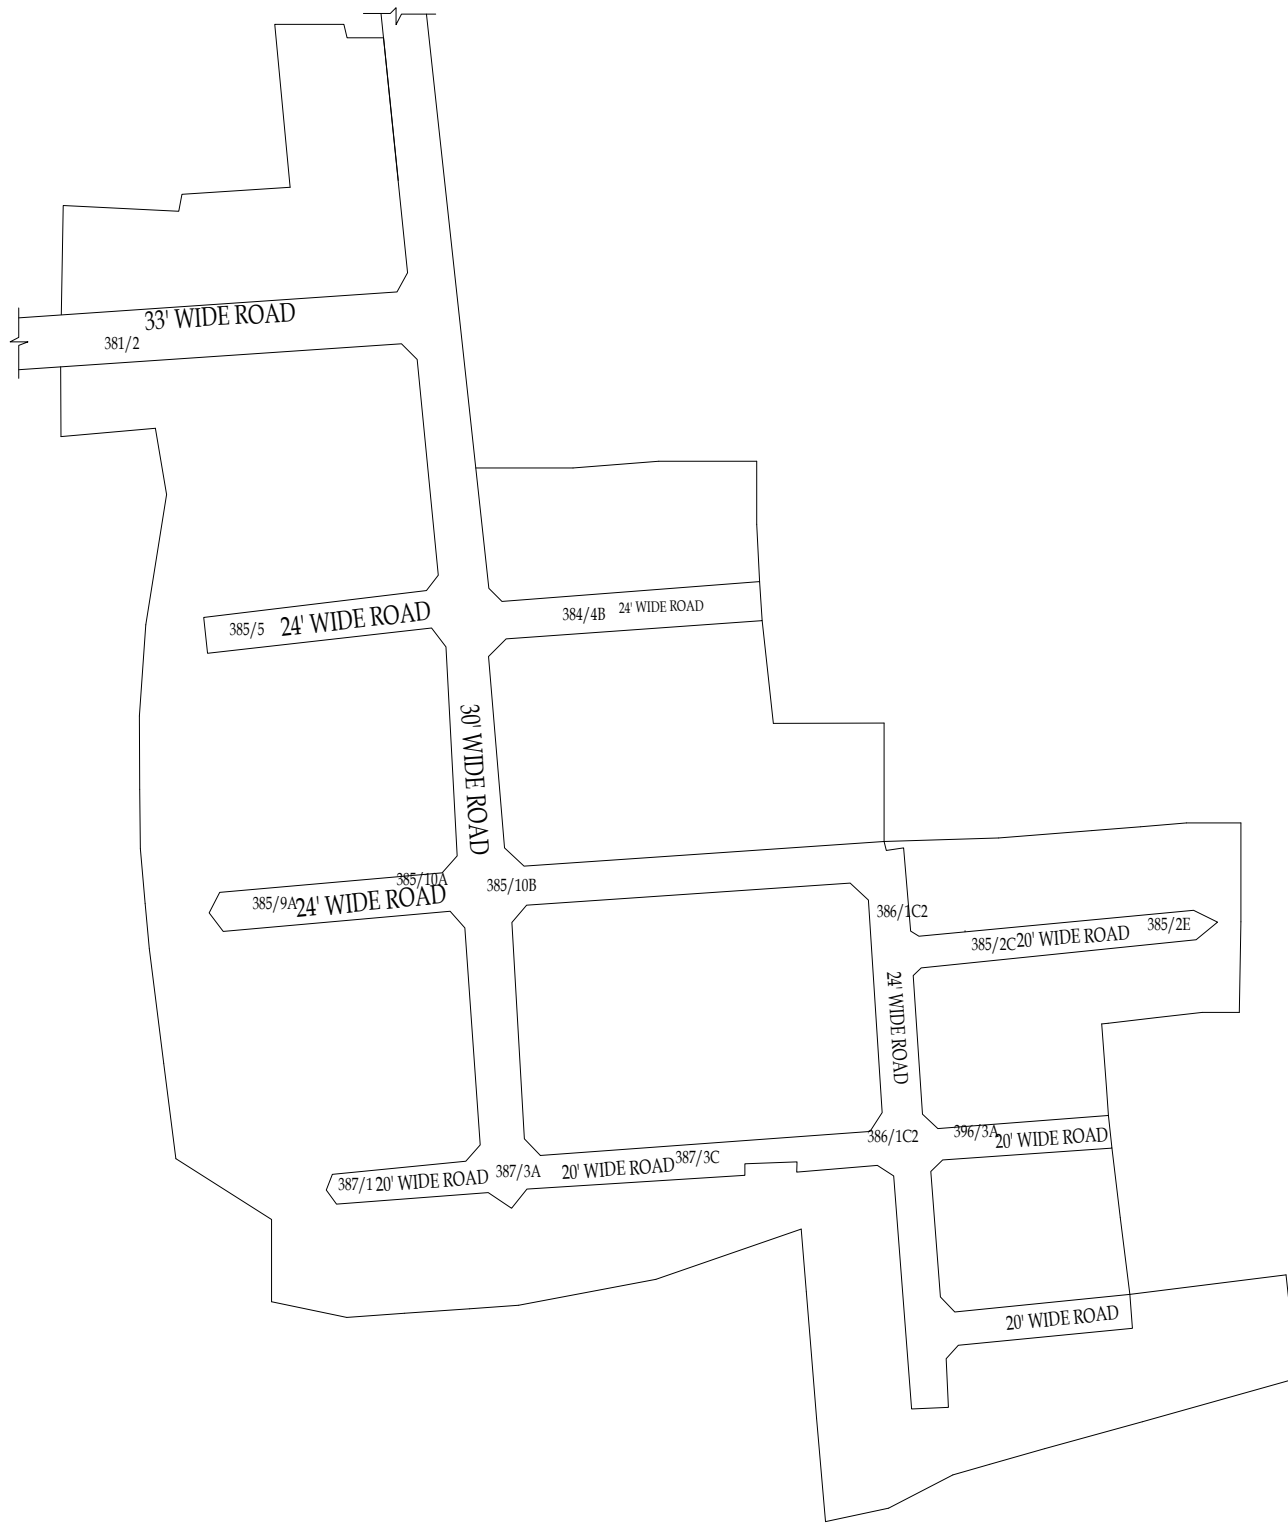 33' WIDE ROAD
381/2
385/5
24' WIDE ROAD
384/4B
24' WIDE ROAD
30' WIDE ROAD
385/10A
385/10B
385/9A
24' WIDE ROAD
386/1C2
385/2C
20' WIDE ROAD
385/2E
24' WIDE ROAD
386/1C2
396/3A
20' WIDE ROAD
387/1
20' WIDE ROAD
387/3A
20' WIDE ROAD
387/3C
20' WIDE ROAD